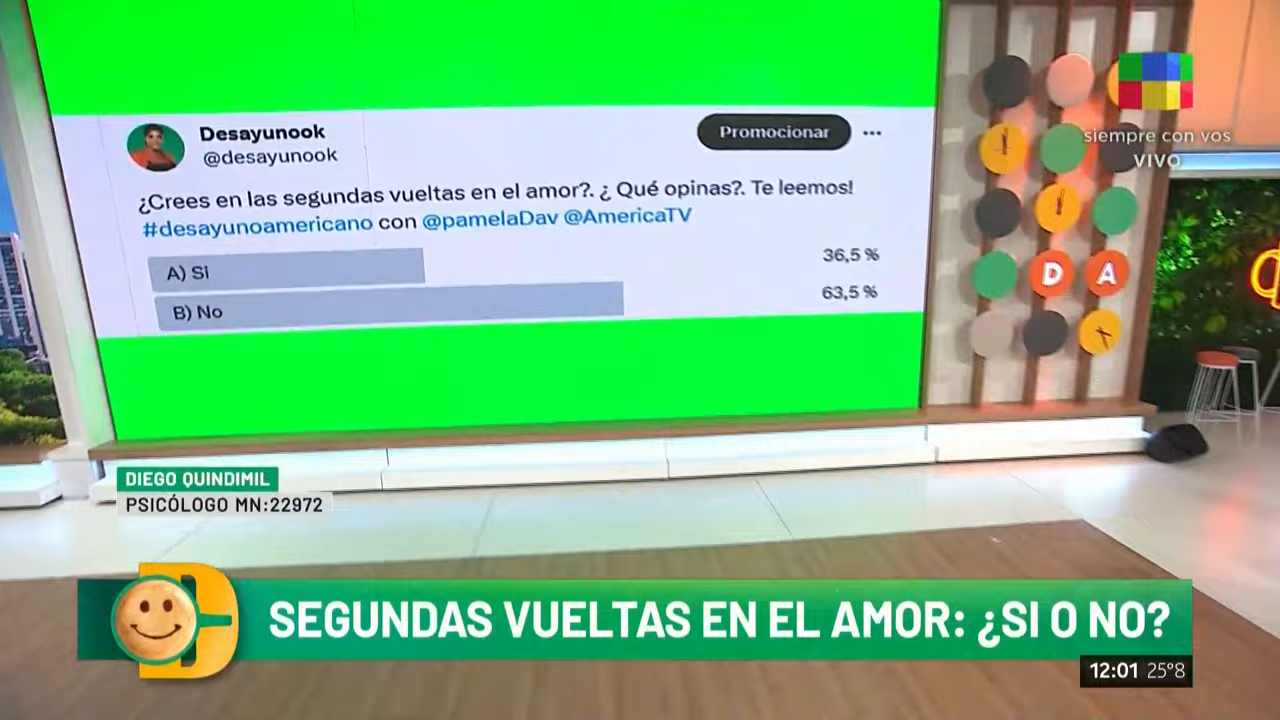 Desayunook
@desayunook
Promocionar
¿Crees en las segundas vueltas en el amor?. ¿ Qué opinas?. Te leemos!
#desayunoamericano con @pamelaDav @AmericaTV
A) Si
36,5 %
B) No
63,5 %
siempre con vos
VIVO
D A
DIEGO QUINDIMIL
PSICÓLOGO MN:22972
D
SEGUNDAS VUELTAS EN EL AMOR: ¿SI O NO?
12:01 25°8